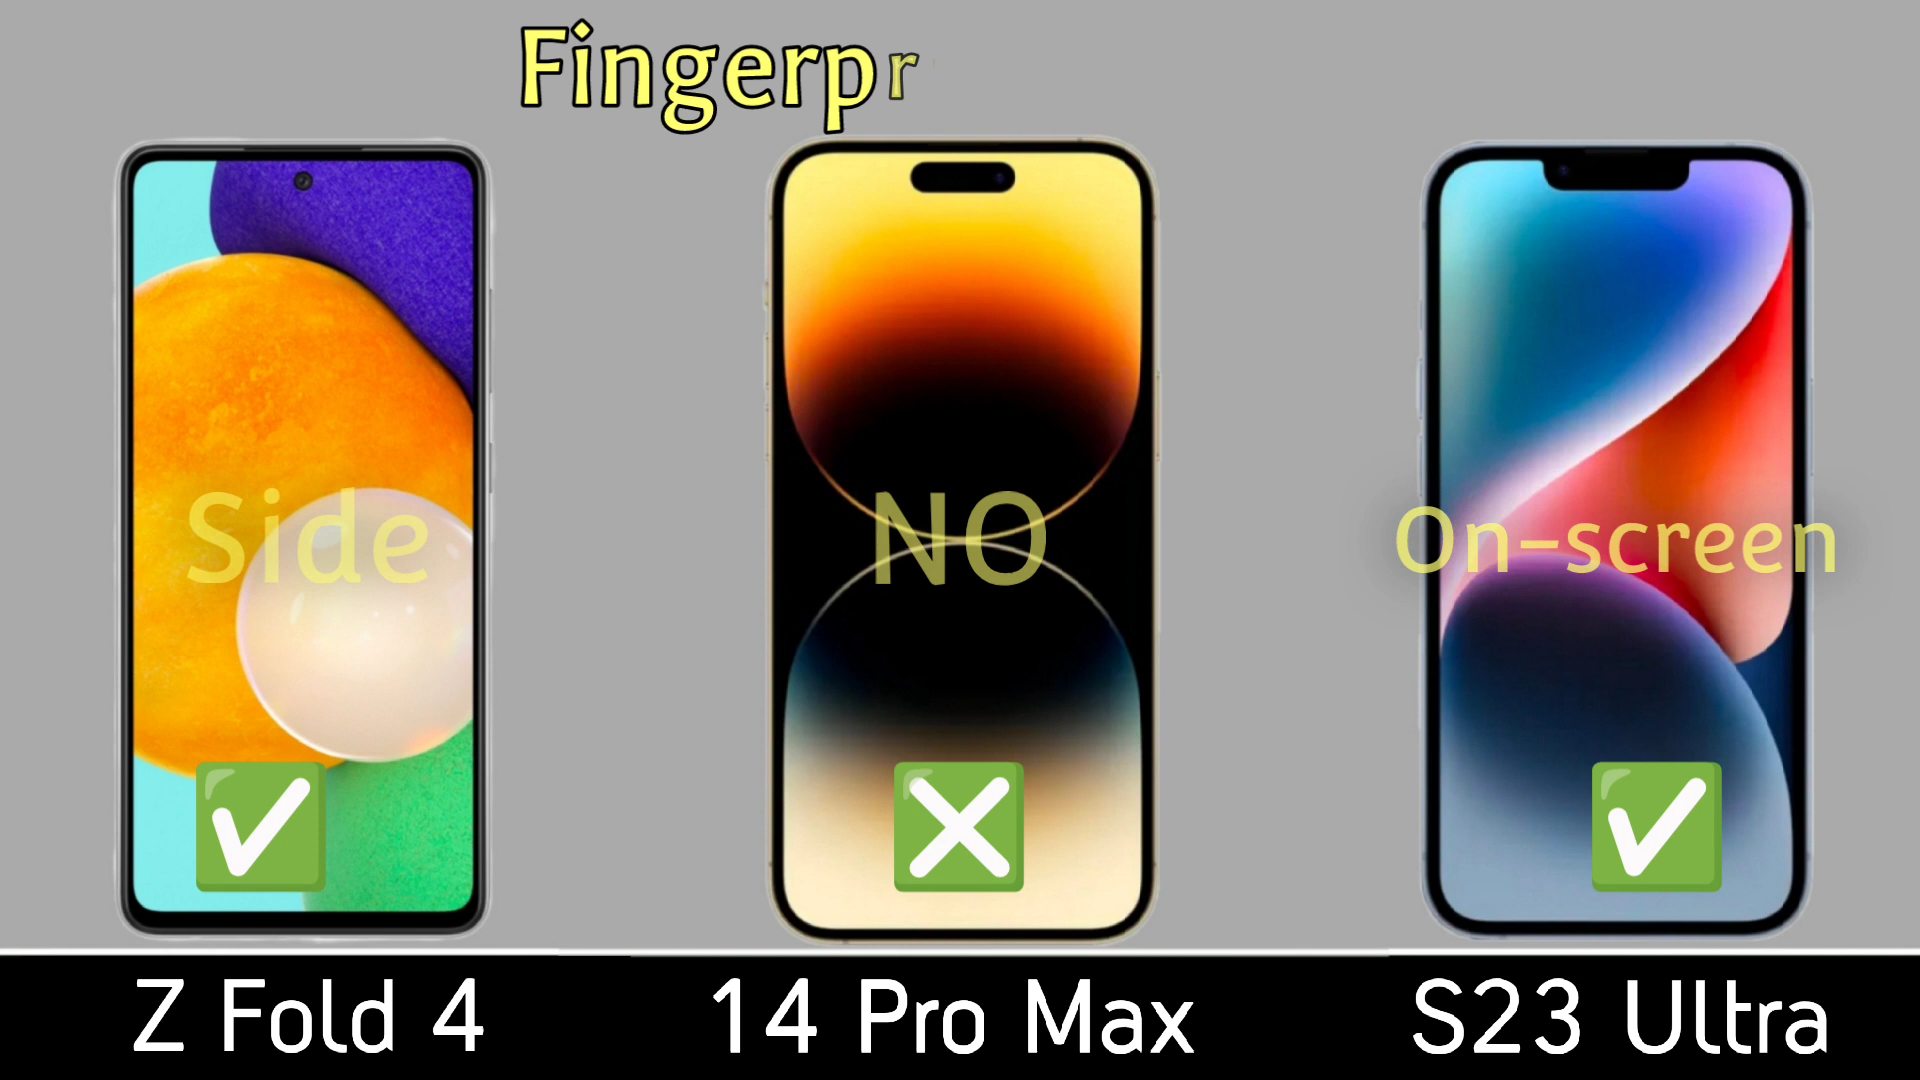 Fingerpr
Side
NO
On-screen
Z Fold 4
14 Pro Max
S23 Ultra